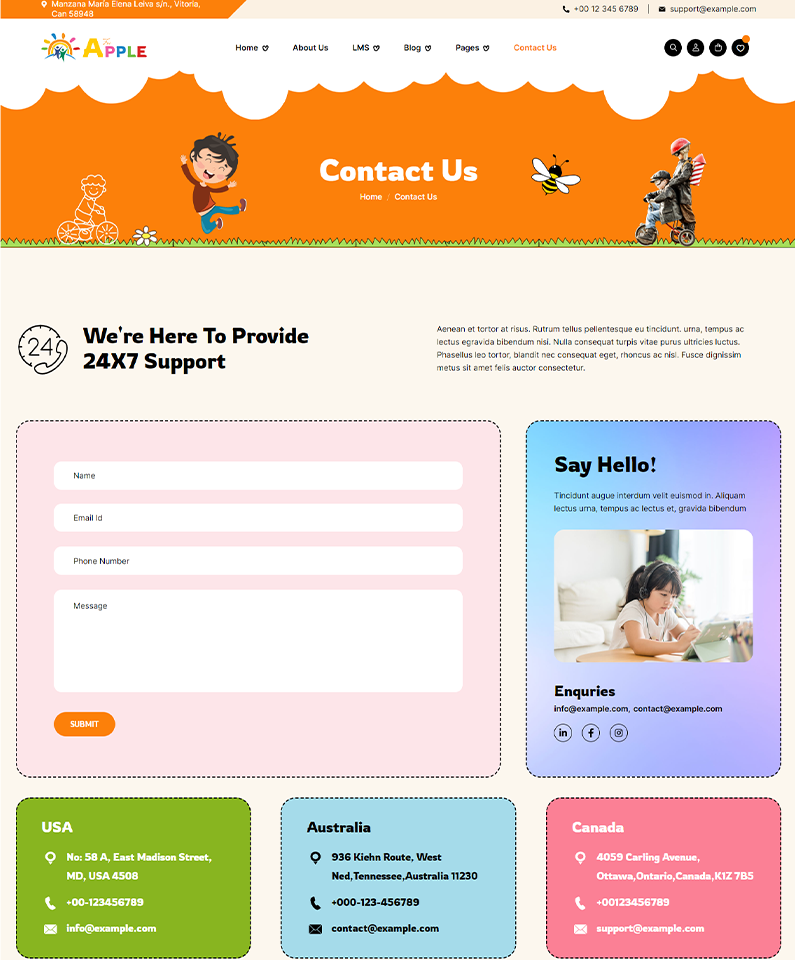 Manzana Maria Elena Leiva s/n., Vitoria,
Can 58948
+00 12 345 6789
support@example.com
APPLE
Home
About Us
LMS
Blog
Pages
Contact Us
Contact Us
Home / Contact Us
24
We're Here To Provide
24X7 Support
Aenean et tortor at risus. Rutrum tellus pellentesque eu tincidunt. urna, tempus ac
lectus egravida bibendum nisi. Nulla consequat turpis vitae purus ultricies luctus.
Phasellus leo tortor, blandit nec consequat eget, rhoncus ac nisl. Fusce dignissim
metus sit amet felis auctor consectetur.
Name
Email Id
Phone Number
Message
SUBMIT
Say Hello!
Tincidunt augue interdum velit euismod in. Aliquam
lectus urna, tempus ac lectus et, gravida bibendum
Enquries
info@example.com, contact@example.com
USA
No: 58 A, East Madison Street,
MD, USA 4508
+00-123456789
info@example.com
Australia
936 Kiehn Route, West
Ned,Tennessee,Australia 11230
+000-123-456789
contact@example.com
Canada
4059 Carling Avenue,
Ottawa,Ontario,Canada,K1Z 7B5
+00123456789
support@example.com